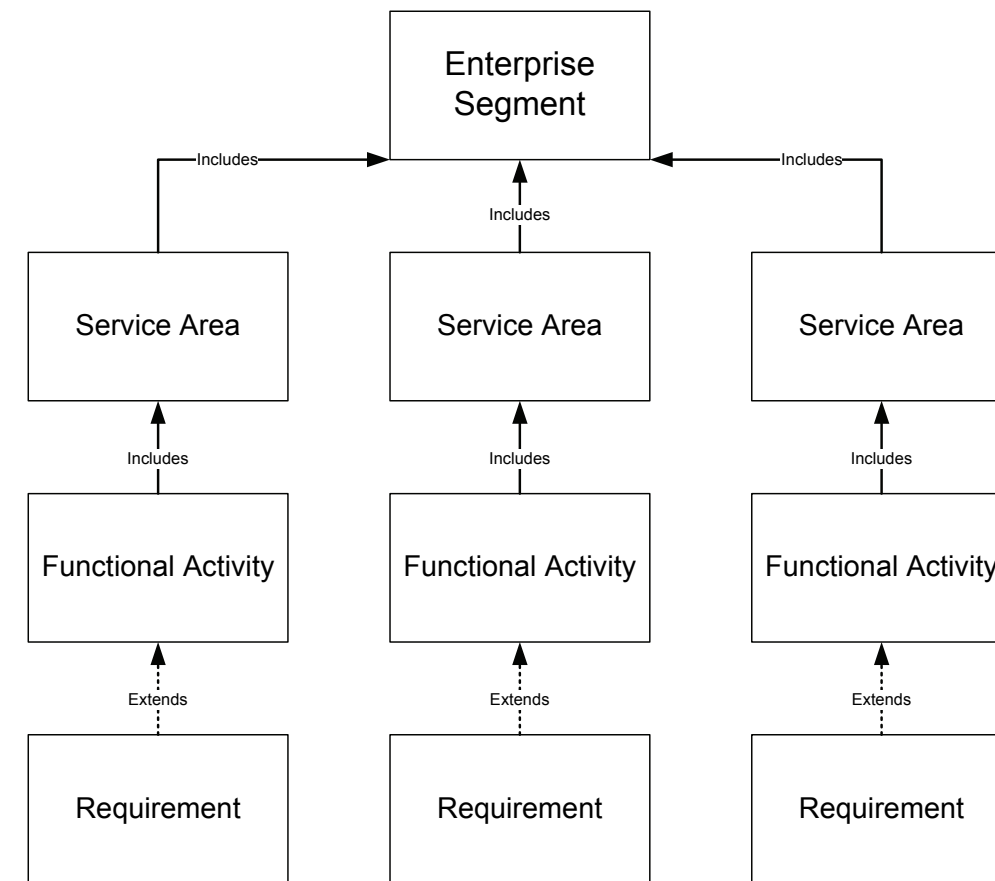 Enterprise
Segment
Includes
Includes
Includes
Service Area
Service Area
Service Area
Includes
Includes
Includes
Functional Activity
Functional Activity
Functional Activity
Extends
Extends
Extends
Requirement
Requirement
Requirement